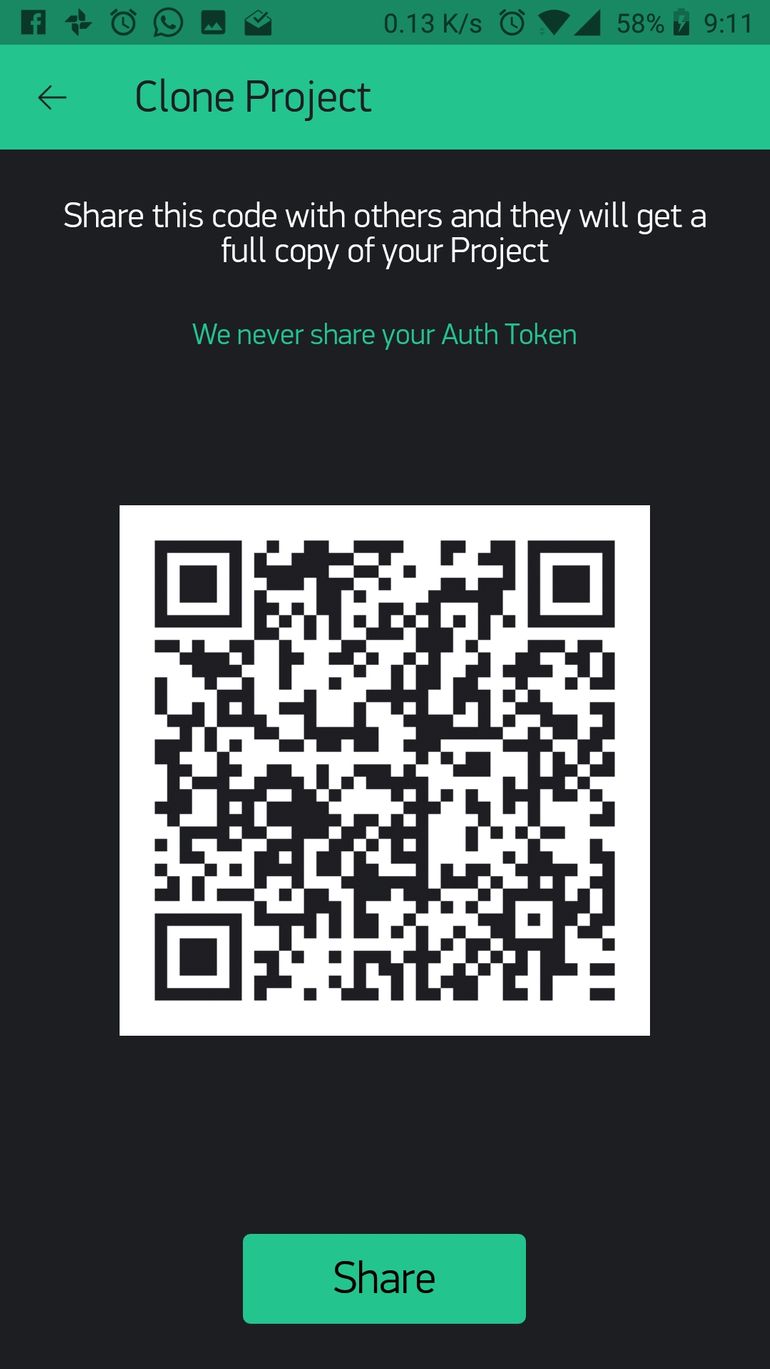 0.13 K/s 58% 9:11
Clone Project
Share this code with others and they will get a
full copy of your Project
We never share your Auth Token
Share